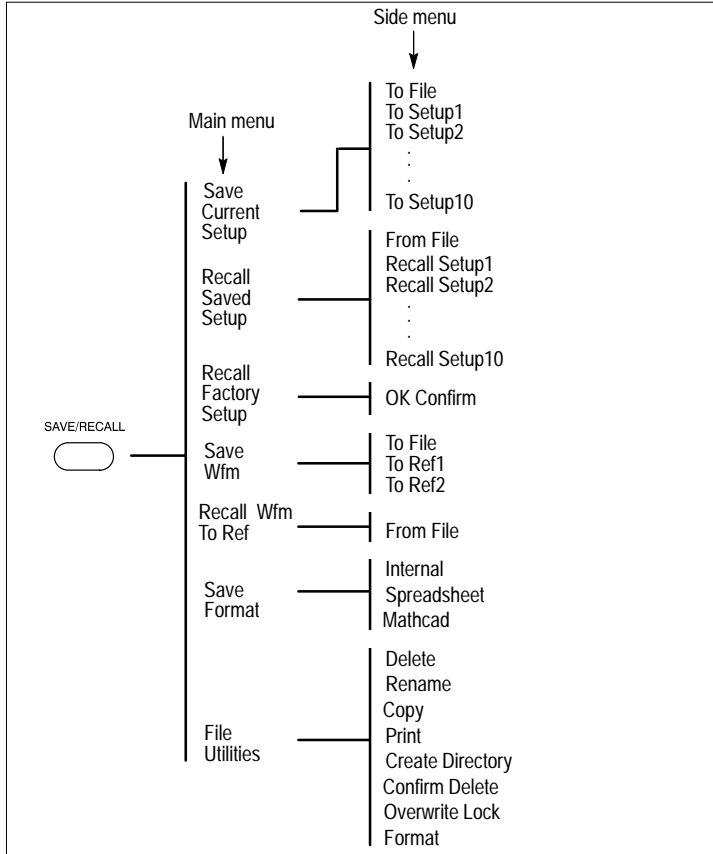 Side menu
Main menu
To File
To Setup1
To Setup2
.
.
.
To Setup10
Save
Current
Setup
From File
Recall Setup1
Recall Setup2
.
.
.
Recall Setup10
Recall
Saved
Setup
Recall
Factory
Setup
OK Confirm
SAVE/RECALL
Save
Wfm
To File
To Ref1
To Ref2
Recall Wfm
To Ref
From File
Save
Format
Internal
Spreadsheet
Mathcad
File
Utilities
Delete
Rename
Copy
Print
Create Directory
Confirm Delete
Overwrite Lock
Format